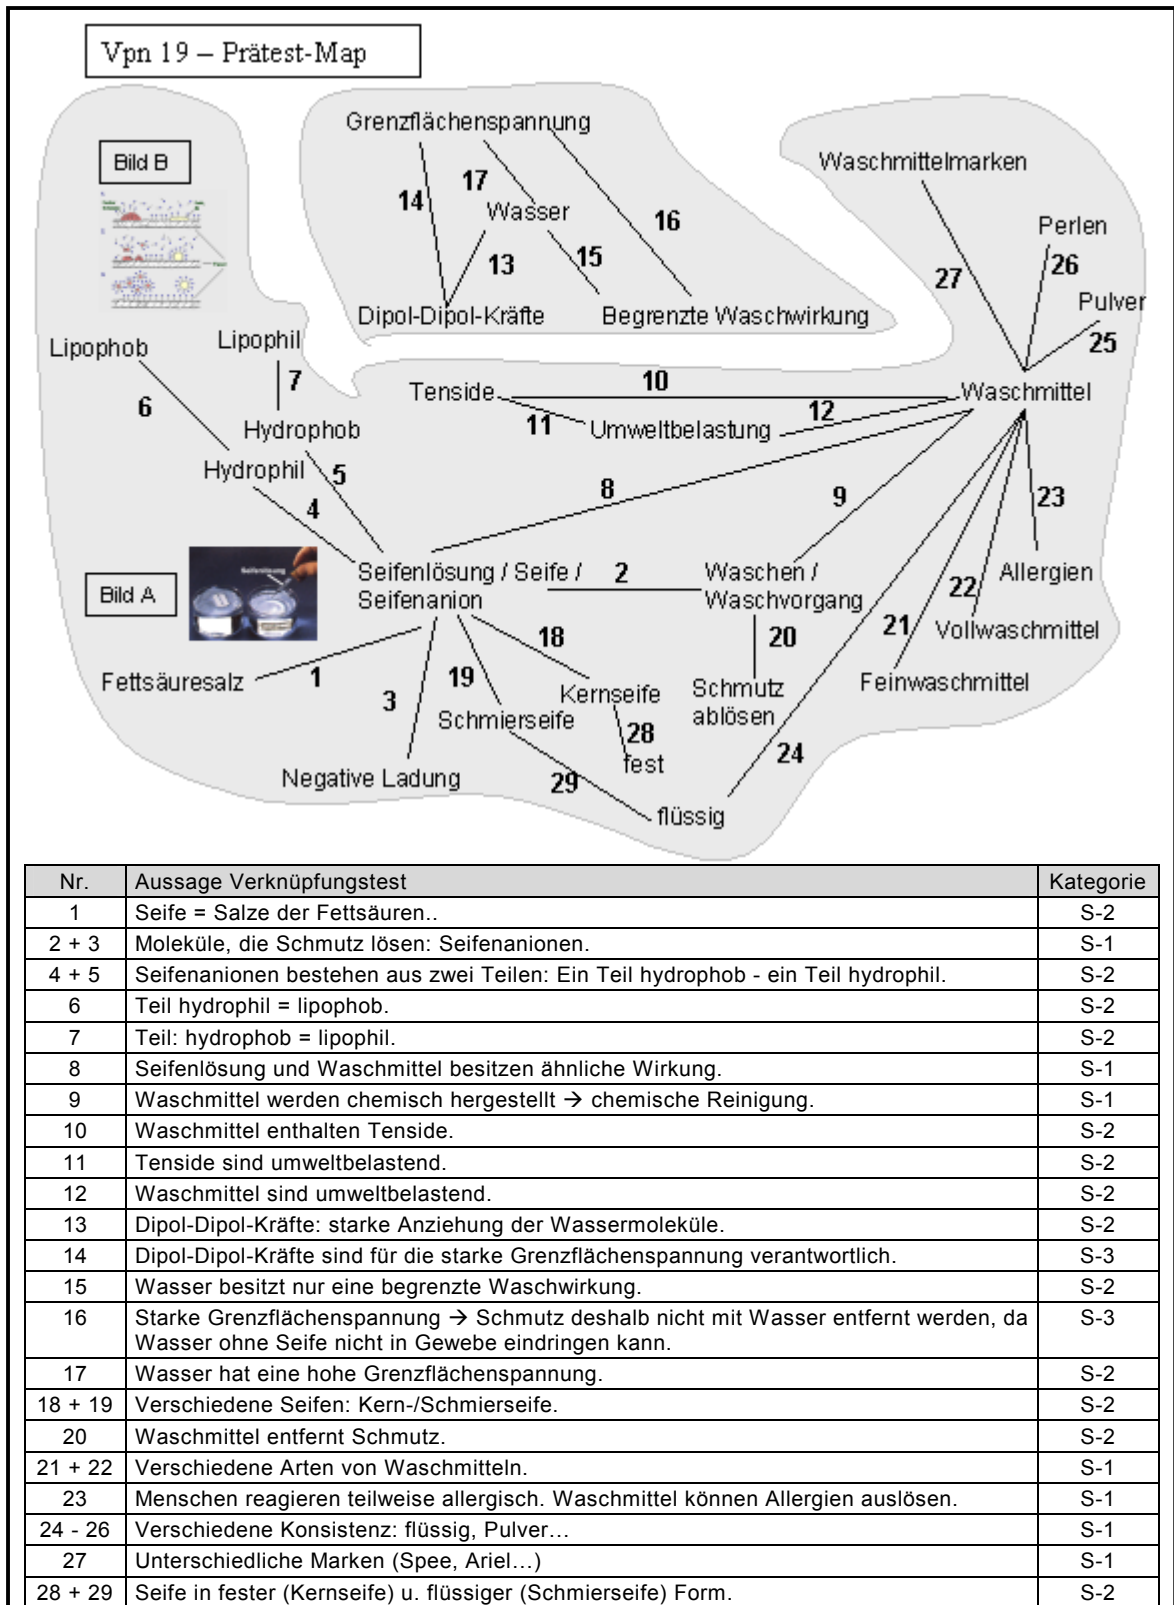 Vpn 19 – Prätest-Map
Grenzflächenspannung
Waschmittelmarken
Bild B
14
17
Wasser
16
Perlen
13
15
27
26
Pulver
Dipol-Dipol-Kräfte
Begrenzte Waschwirkung
25
Lipophob
Lipophil
7
Tenside
10
Waschmittel
6
Hydrophob
11
Umweltbelastung
12
Hydrophil
5
4
8
9
23
Seifenlösung
Bild A
Seifenlösung / Seife /
Seifenanion
2
Waschen /
Waschvorgang
22
Allergien
21
Vollwaschmittel
18
20
Fettsäuresalz
1
3
19
Kernseife
Schmutz
ablösen
Feinwaschmittel
Schmierseife
28
fest
24
Negative Ladung
29
flüssig
Nr. Aussage Verknüpfungstest Kategorie
1 Seife = Salze der Fettsäuren.. S-2
2 + 3 Moleküle, die Schmutz lösen: Seifenanionen. S-1
4 + 5 Seifenanionen bestehen aus zwei Teilen: Ein Teil hydrophob - ein Teil hydrophil. S-2
6 Teil hydrophil = lipophob. S-2
7 Teil: hydrophob = lipophil. S-2
8 Seifenlösung und Waschmittel besitzen ähnliche Wirkung. S-1
9 Waschmittel werden chemisch hergestellt → chemische Reinigung. S-1
10 Waschmittel enthalten Tenside. S-2
11 Tenside sind umweltbelastend. S-2
12 Waschmittel sind umweltbelastend. S-2
13 Dipol-Dipol-Kräfte: starke Anziehung der Wassermoleküle. S-2
14 Dipol-Dipol-Kräfte sind für die starke Grenzflächenspannung verantwortlich. S-3
15 Wasser besitzt nur eine begrenzte Waschwirkung. S-2
16 Starke Grenzflächenspannung → Schmutz deshalb nicht mit Wasser entfernt werden, da S-3
Wasser ohne Seife nicht in Gewebe eindringen kann.
17 Wasser hat eine hohe Grenzflächenspannung. S-2
18 + 19 Verschiedene Seifen: Kern-/Schmierseife. S-2
20 Waschmittel entfernt Schmutz. S-2
21 + 22 Verschiedene Arten von Waschmitteln. S-1
23 Menschen reagieren teilweise allergisch. Waschmittel können Allergien auslösen. S-1
24 - 26 Verschiedene Konsistenz: flüssig, Pulver… S-1
27 Unterschiedliche Marken (Spee, Ariel…) S-1
28 + 29 Seife in fester (Kernseife) u. flüssiger (Schmierseife) Form. S-2